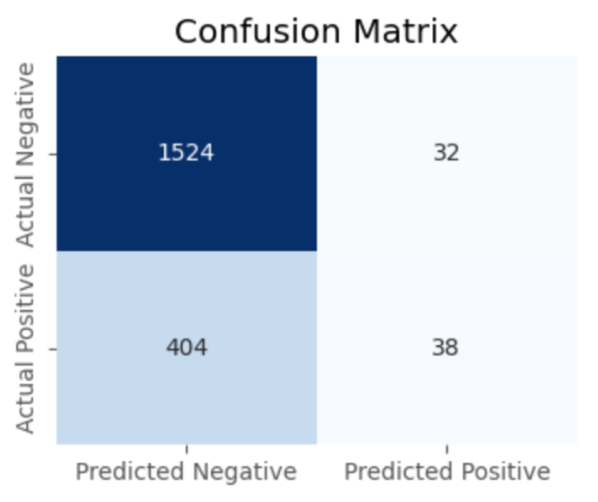 Confusion Matrix
Actual Negative
1524 32
Actual Positive
404 38
Predicted Negative Predicted Positive